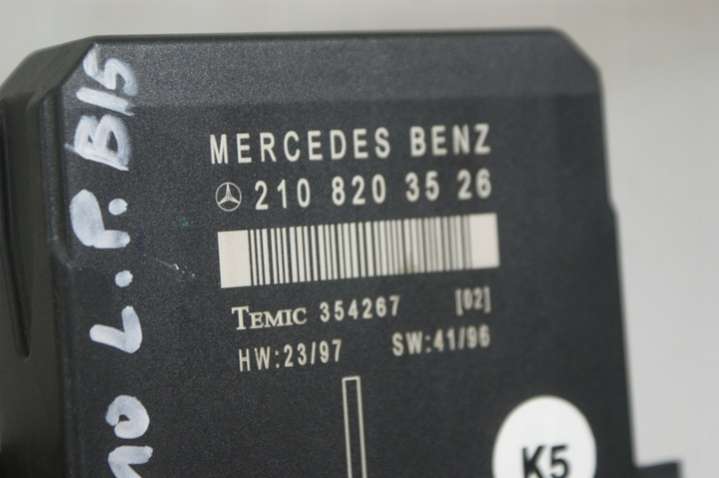 MERCEDES BENZ
210 820 35 26
TEMIC 354267 [02]
HW:23/97 SW:41/96
K5
L.P. B15